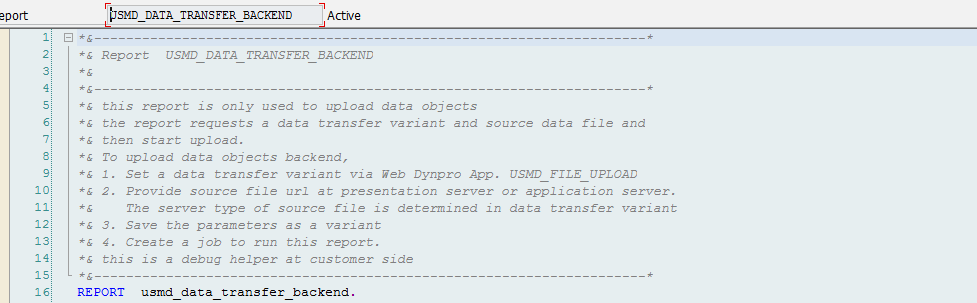 eport USMD_DATA_TRANSFER_BACKEND Active
1 *&---------------------------------------------------------------------*
2 *& Report  USMD_DATA_TRANSFER_BACKEND
3 *&
4 *&---------------------------------------------------------------------*
5 *& this report is only used to upload data objects
6 *& the report requests a data transfer variant and source data file and
7 *& then start upload.
8 *& To upload data objects backend,
9 *& 1. Set a data transfer variant via Web Dynpro App. USMD_FILE_UPLOAD
10 *& 2. Provide source file url at presentation server or application server.
11 *&    The server type of source file is determined in data transfer variant
12 *& 3. Save the parameters as a variant
13 *& 4. Create a job to run this report.
14 *& this is a debug helper at customer side
15 *&---------------------------------------------------------------------*
16 REPORT  usmd_data_transfer_backend.